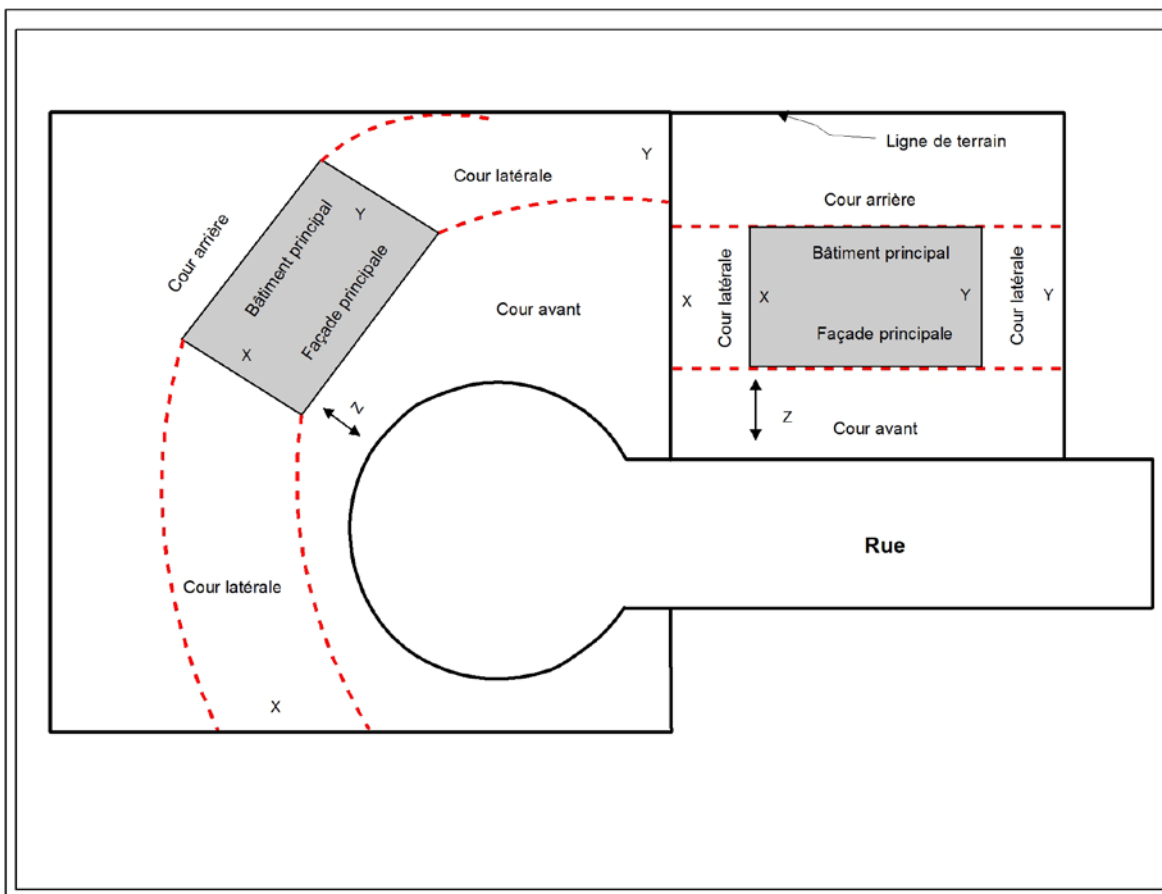 Ligne de terrain
Y
Cour latérale
Cour arrière
Bâtiment principal
Y
X
Façade principale
Cour arrière
Cour avant
Z
Cour latérale
X
X
Cour latérale
X
Bâtiment principal
Y
Façade principale
Cour latérale
Y
Z
Cour avant
Rue